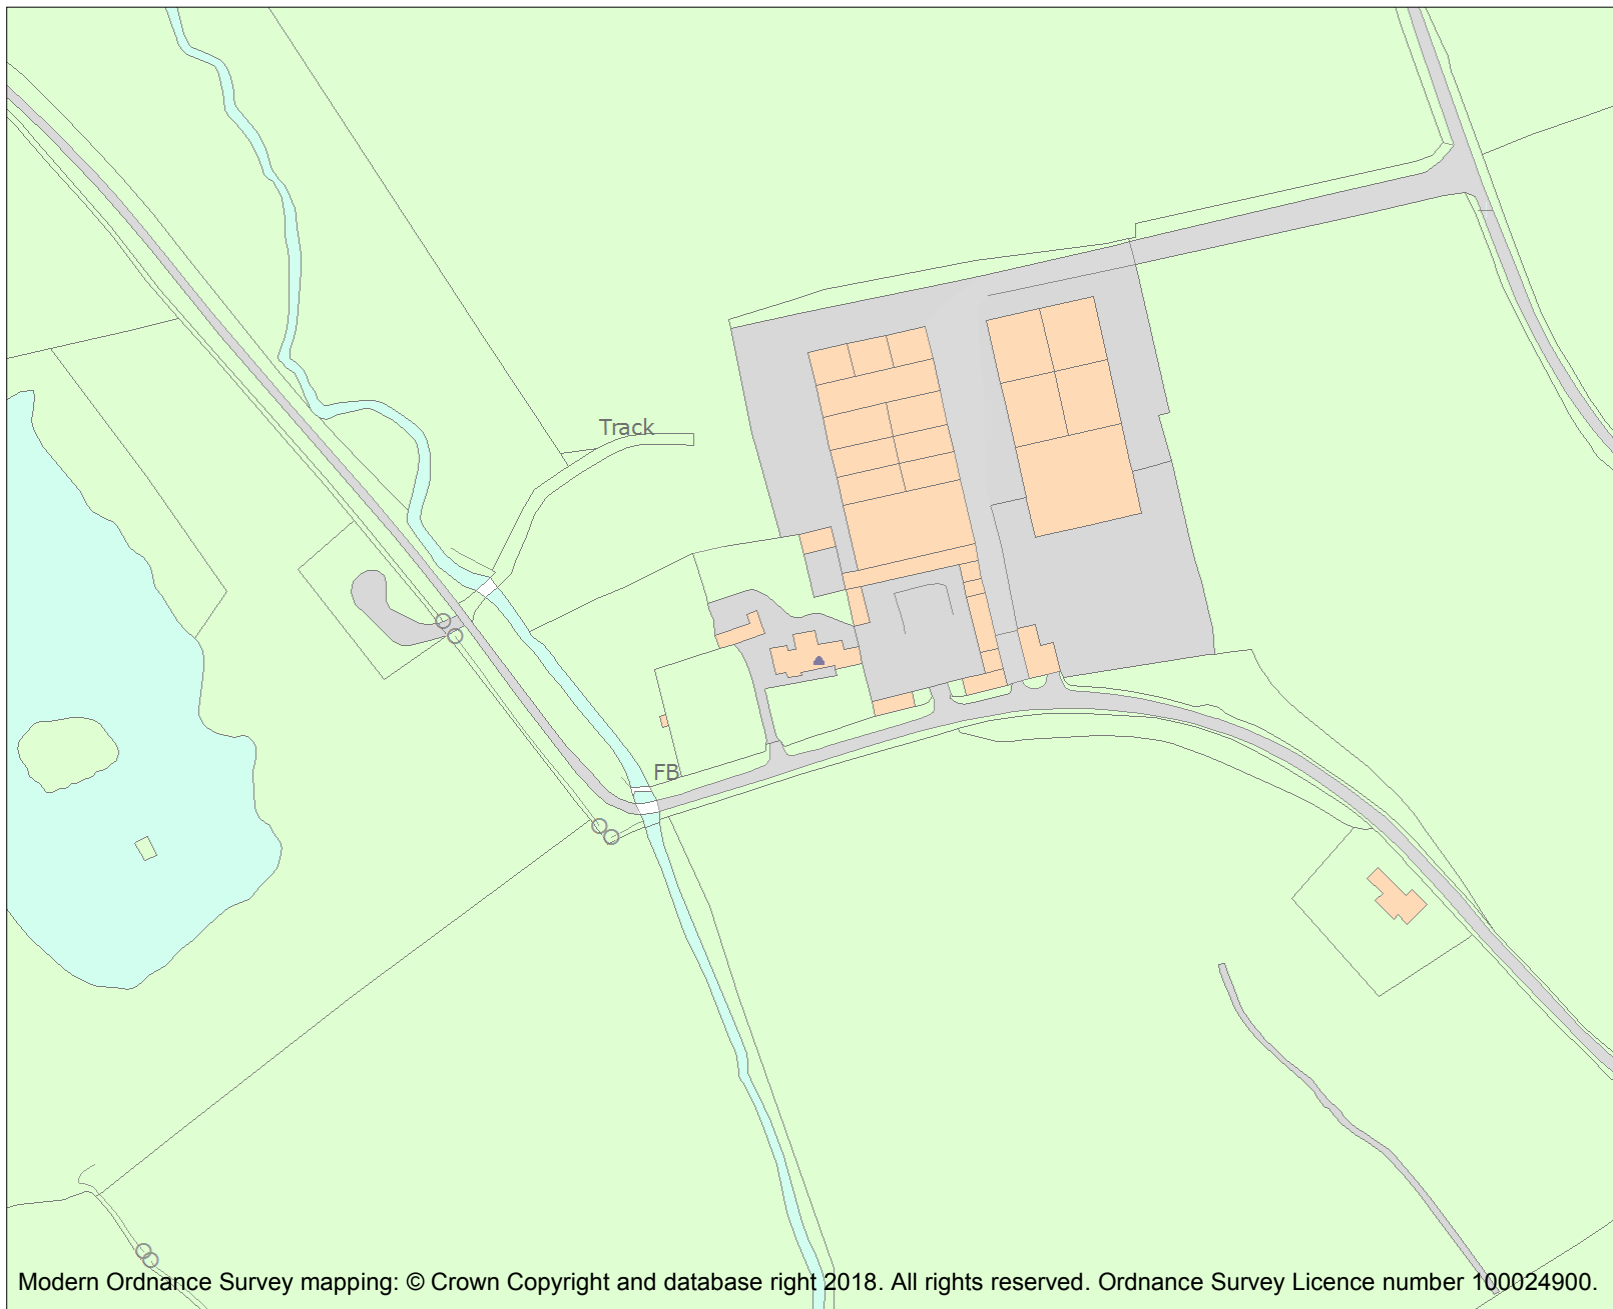 Track
FB
Modern Ordnance Survey mapping: © Crown Copyright and database right 2018. All rights reserved. Ordnance Survey Licence number 100024900.